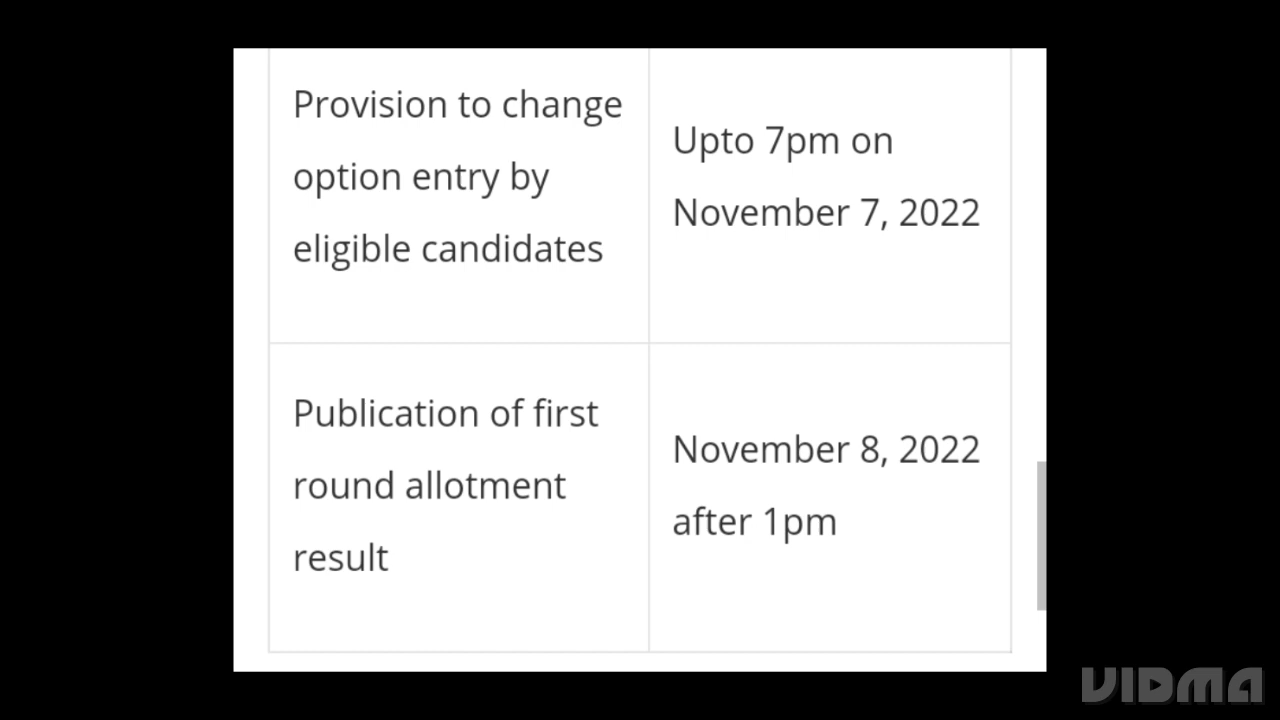 Provision to change
option entry by
eligible candidates
Upto 7pm on
November 7, 2022
Publication of first
round allotment
result
November 8, 2022
after 1pm
VIDMA